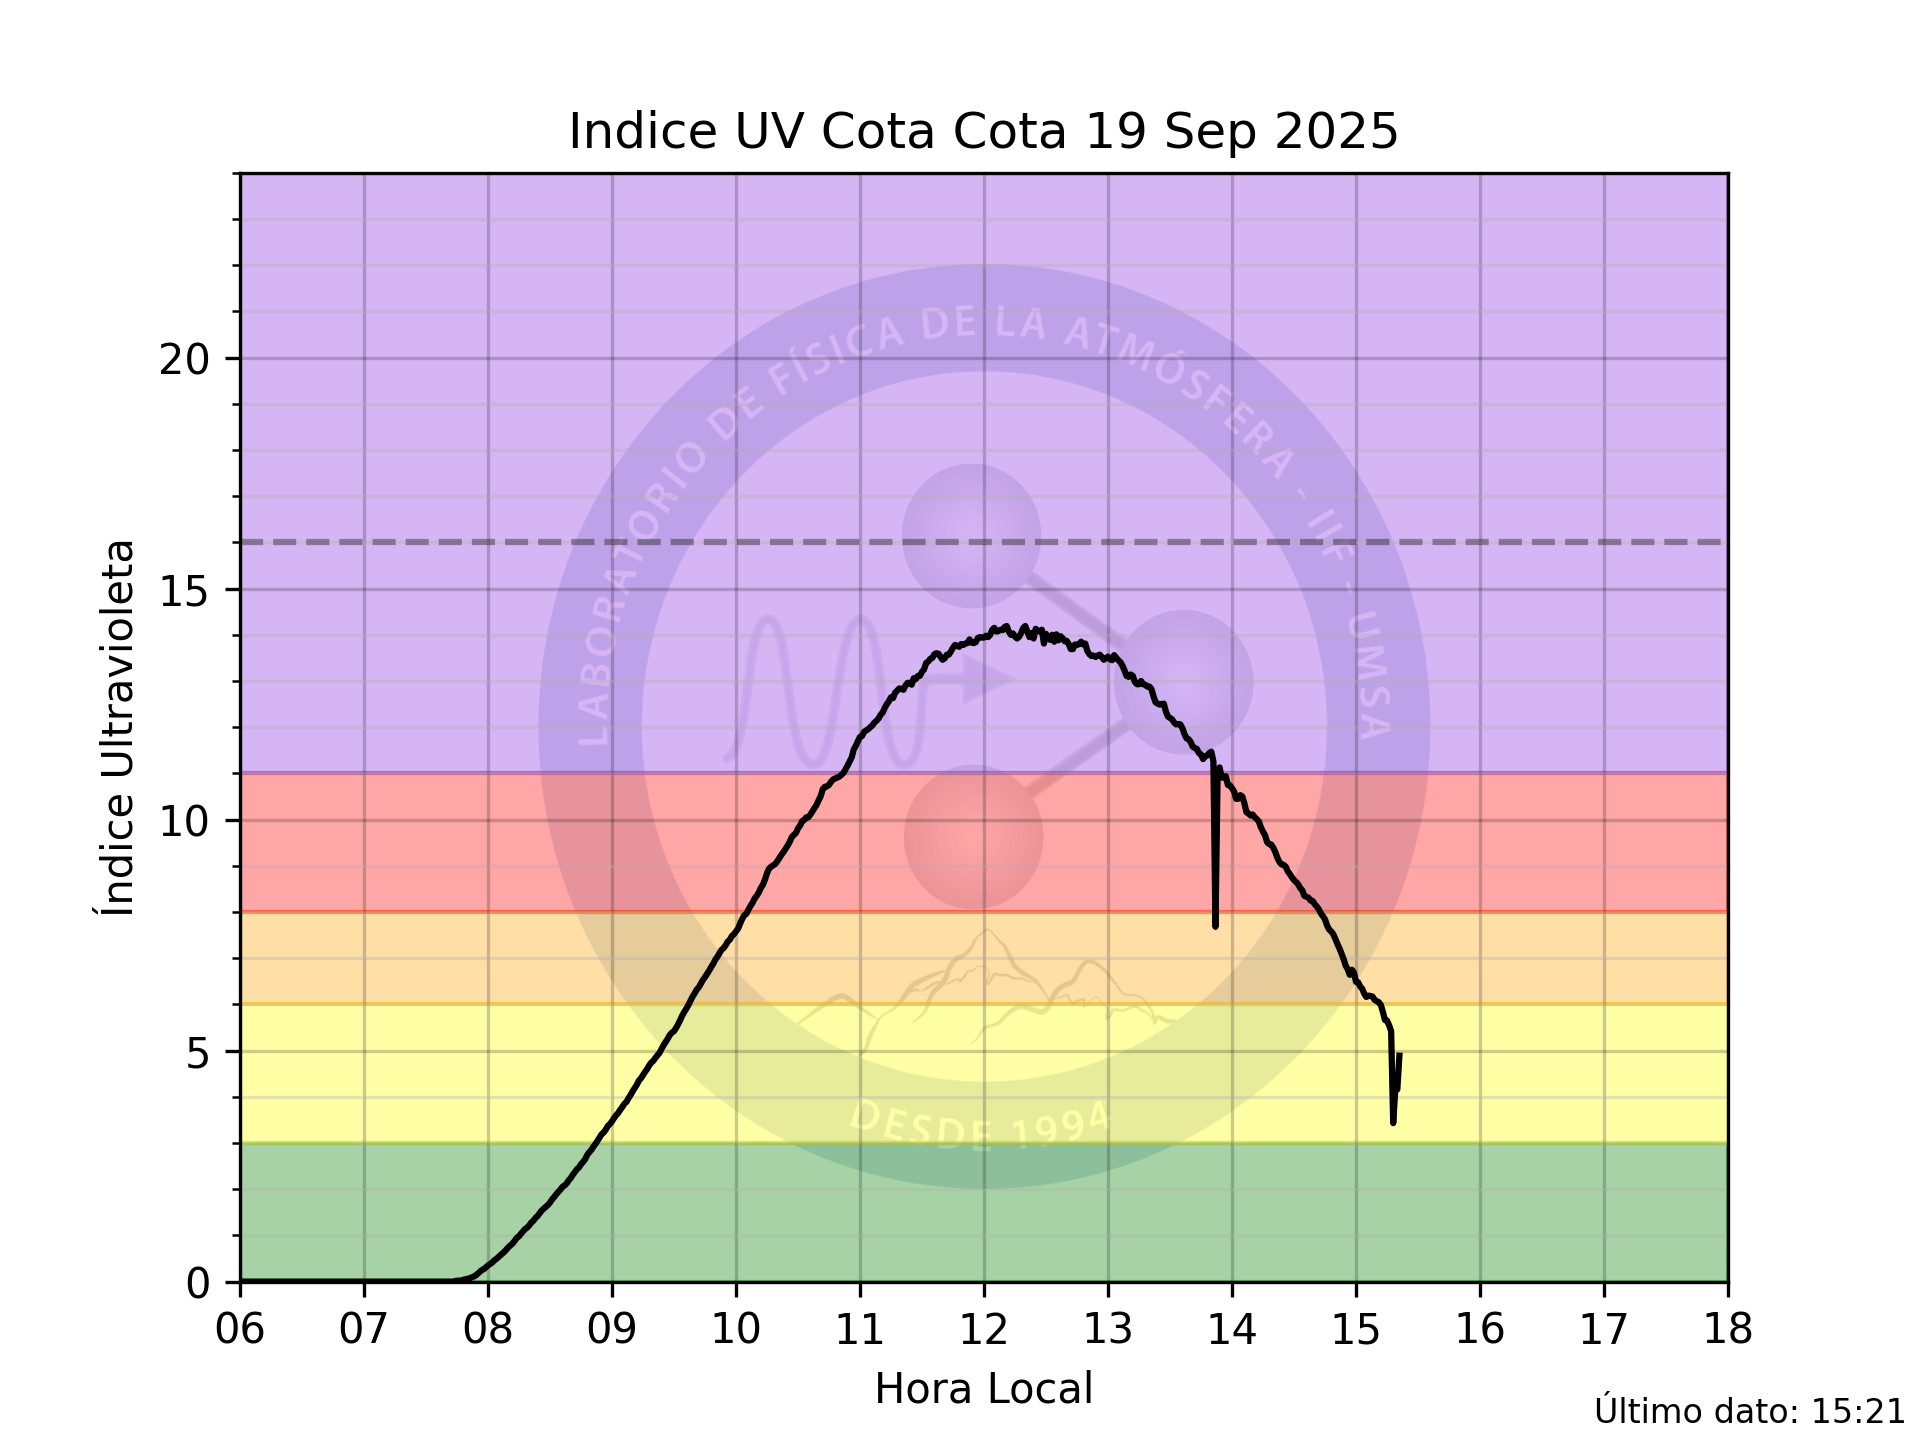 Indice UV Cota Cota 19 Sep 2025
LABORATORIO DE FÍSICA DE LA ATMÓSFERA - IIF - UMSA
DESDE 1994
Índice Ultravioleta
20
15
10
5
0
06 07 08 09 10 11 12 13 14 15 16 17 18
Hora Local
Último dato: 15:21